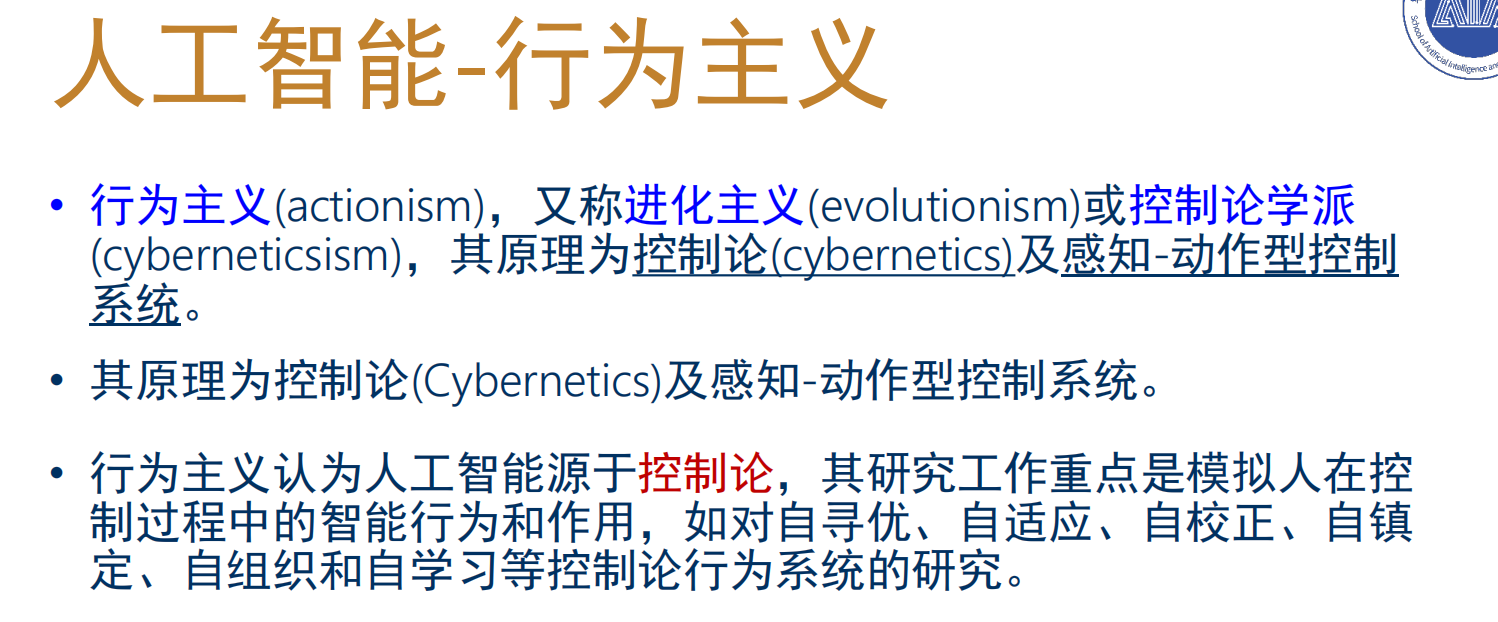 人工智能-行为主义
• 行为主义(actionism)，又称进化主义(evolutionism)或控制论学派
(cyberneticsism)，其原理为控制论(cybernetics)及感知-动作型控制
系统。
• 其原理为控制论(Cybernetics)及感知-动作型控制系统。
• 行为主义认为人工智能源于控制论，其研究工作重点是模拟人在控
制过程中的智能行为和作用，如对自寻优、自适应、自校正、自镇
定、自组织和自学习等控制论行为系统的研究。
School of Artificial Intelligence and